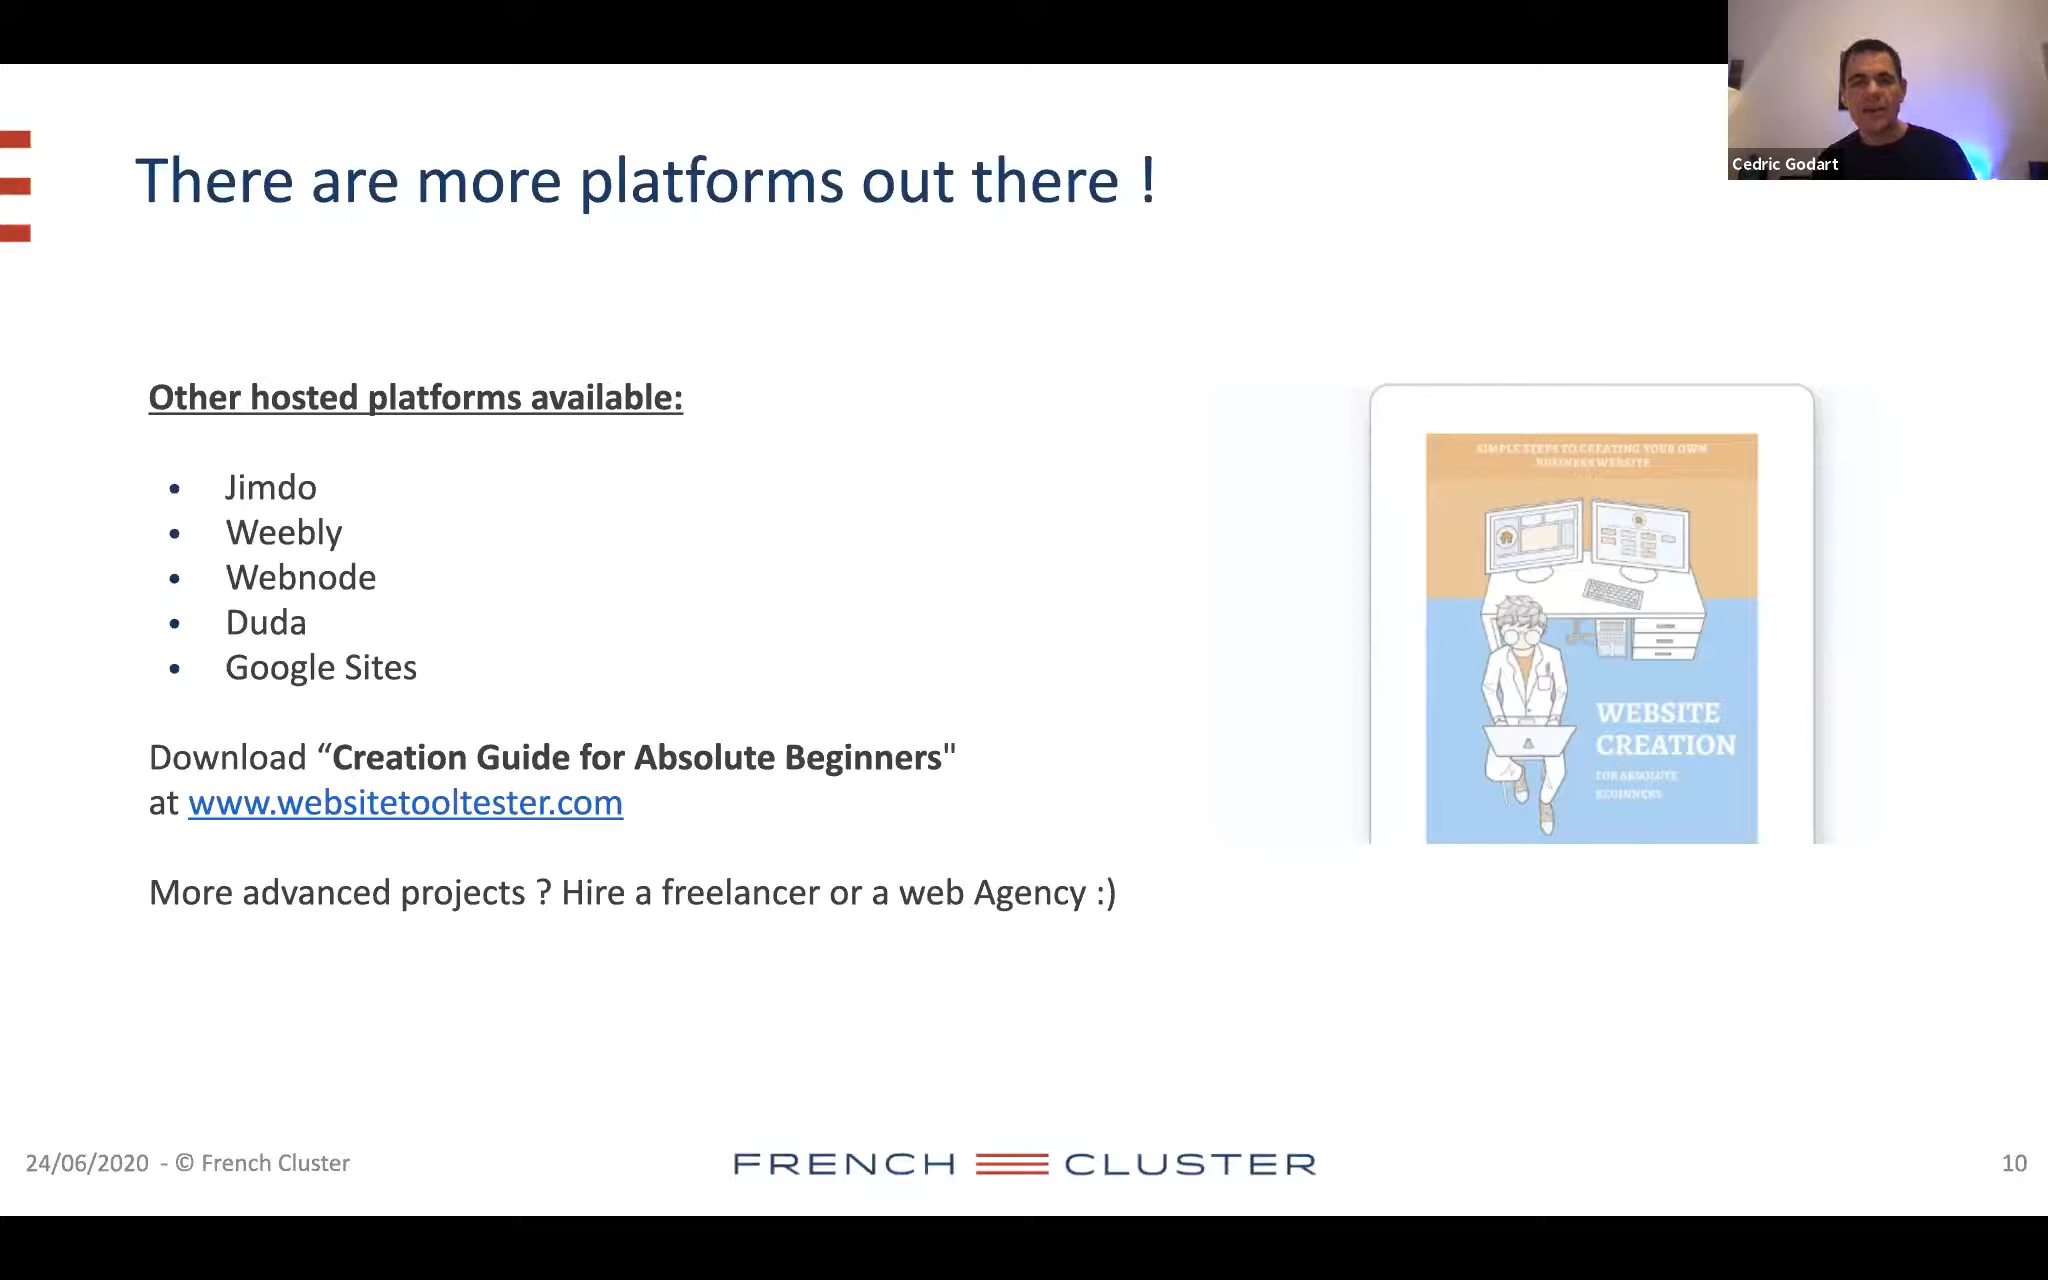 Cedric Godart
There are more platforms out there !
Other hosted platforms available:
• Jimdo
• Weebly
• Webnode
• Duda
• Google Sites
Download “Creation Guide for Absolute Beginners"
at www.websitetooltester.com
More advanced projects ? Hire a freelancer or a web Agency :)
SIMPLE STEPS TO CREATING YOUR OWN
BUSINESS WEBSITE
WEBSITE
CREATION
FOR ABSOLUTE
BEGINNERS
24/06/2020 - © French Cluster
FRENCH CLUSTER
10